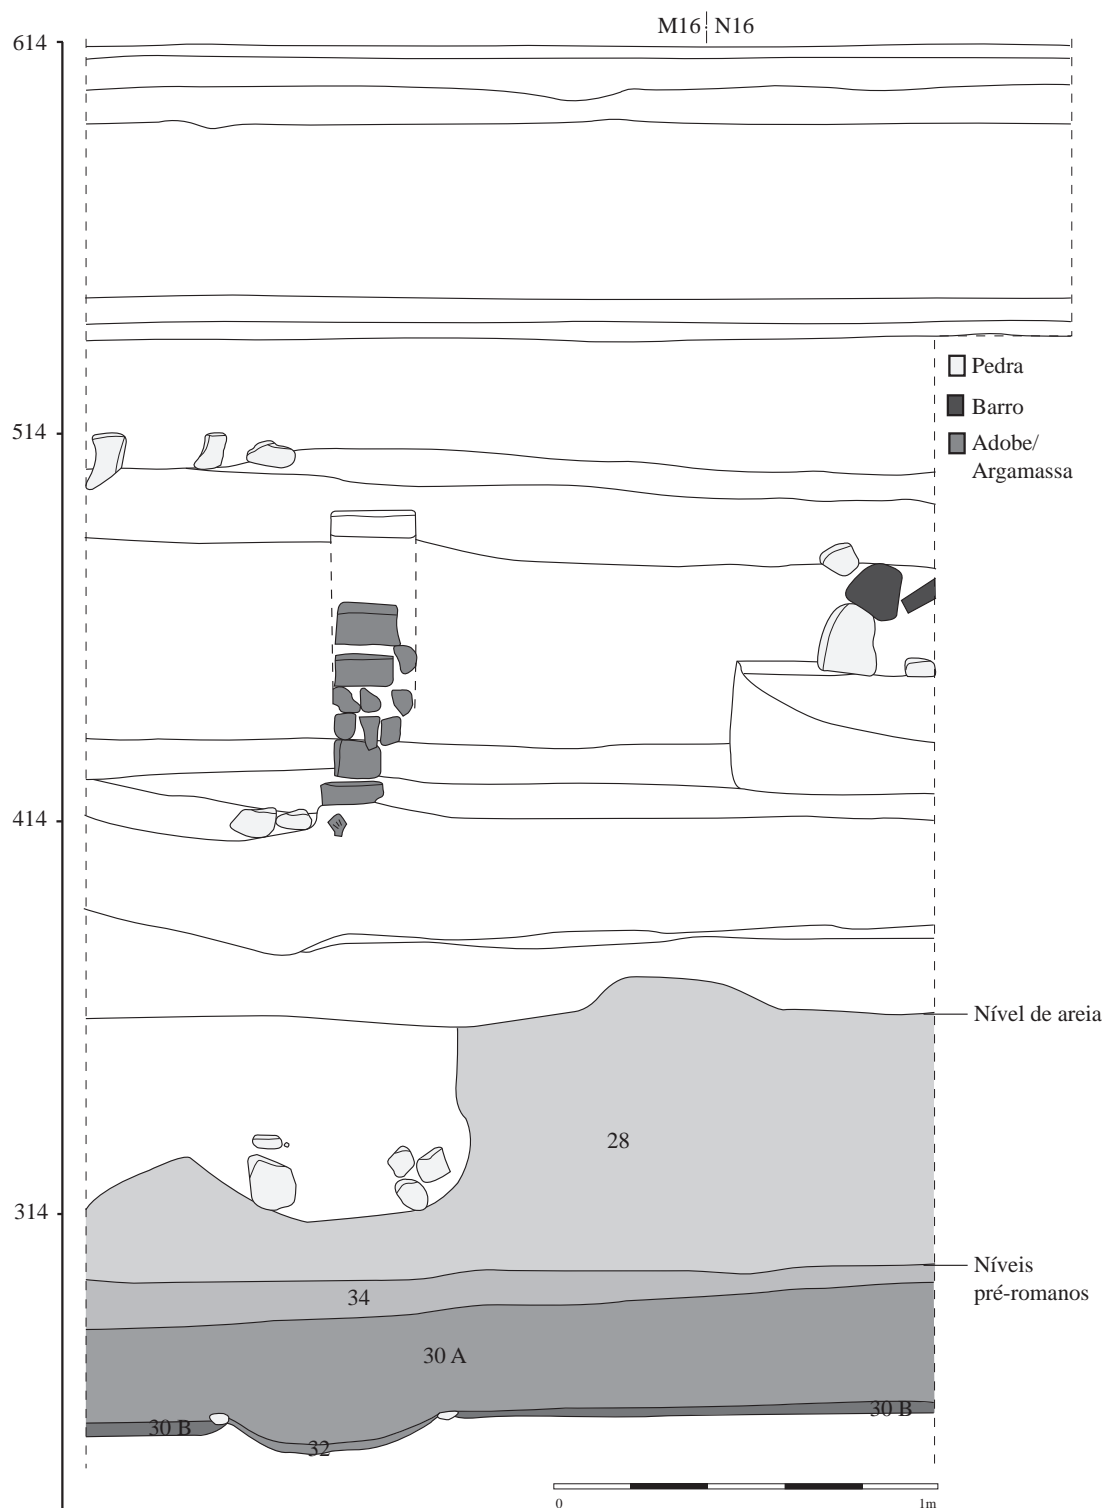 M16 N16
614
Pedra
Barro
514
Adobe/
Argamassa
414
Nível de areia
28
314
Níveis
pré-romanos
34
30 A
30 B
30 B
32
0 1m